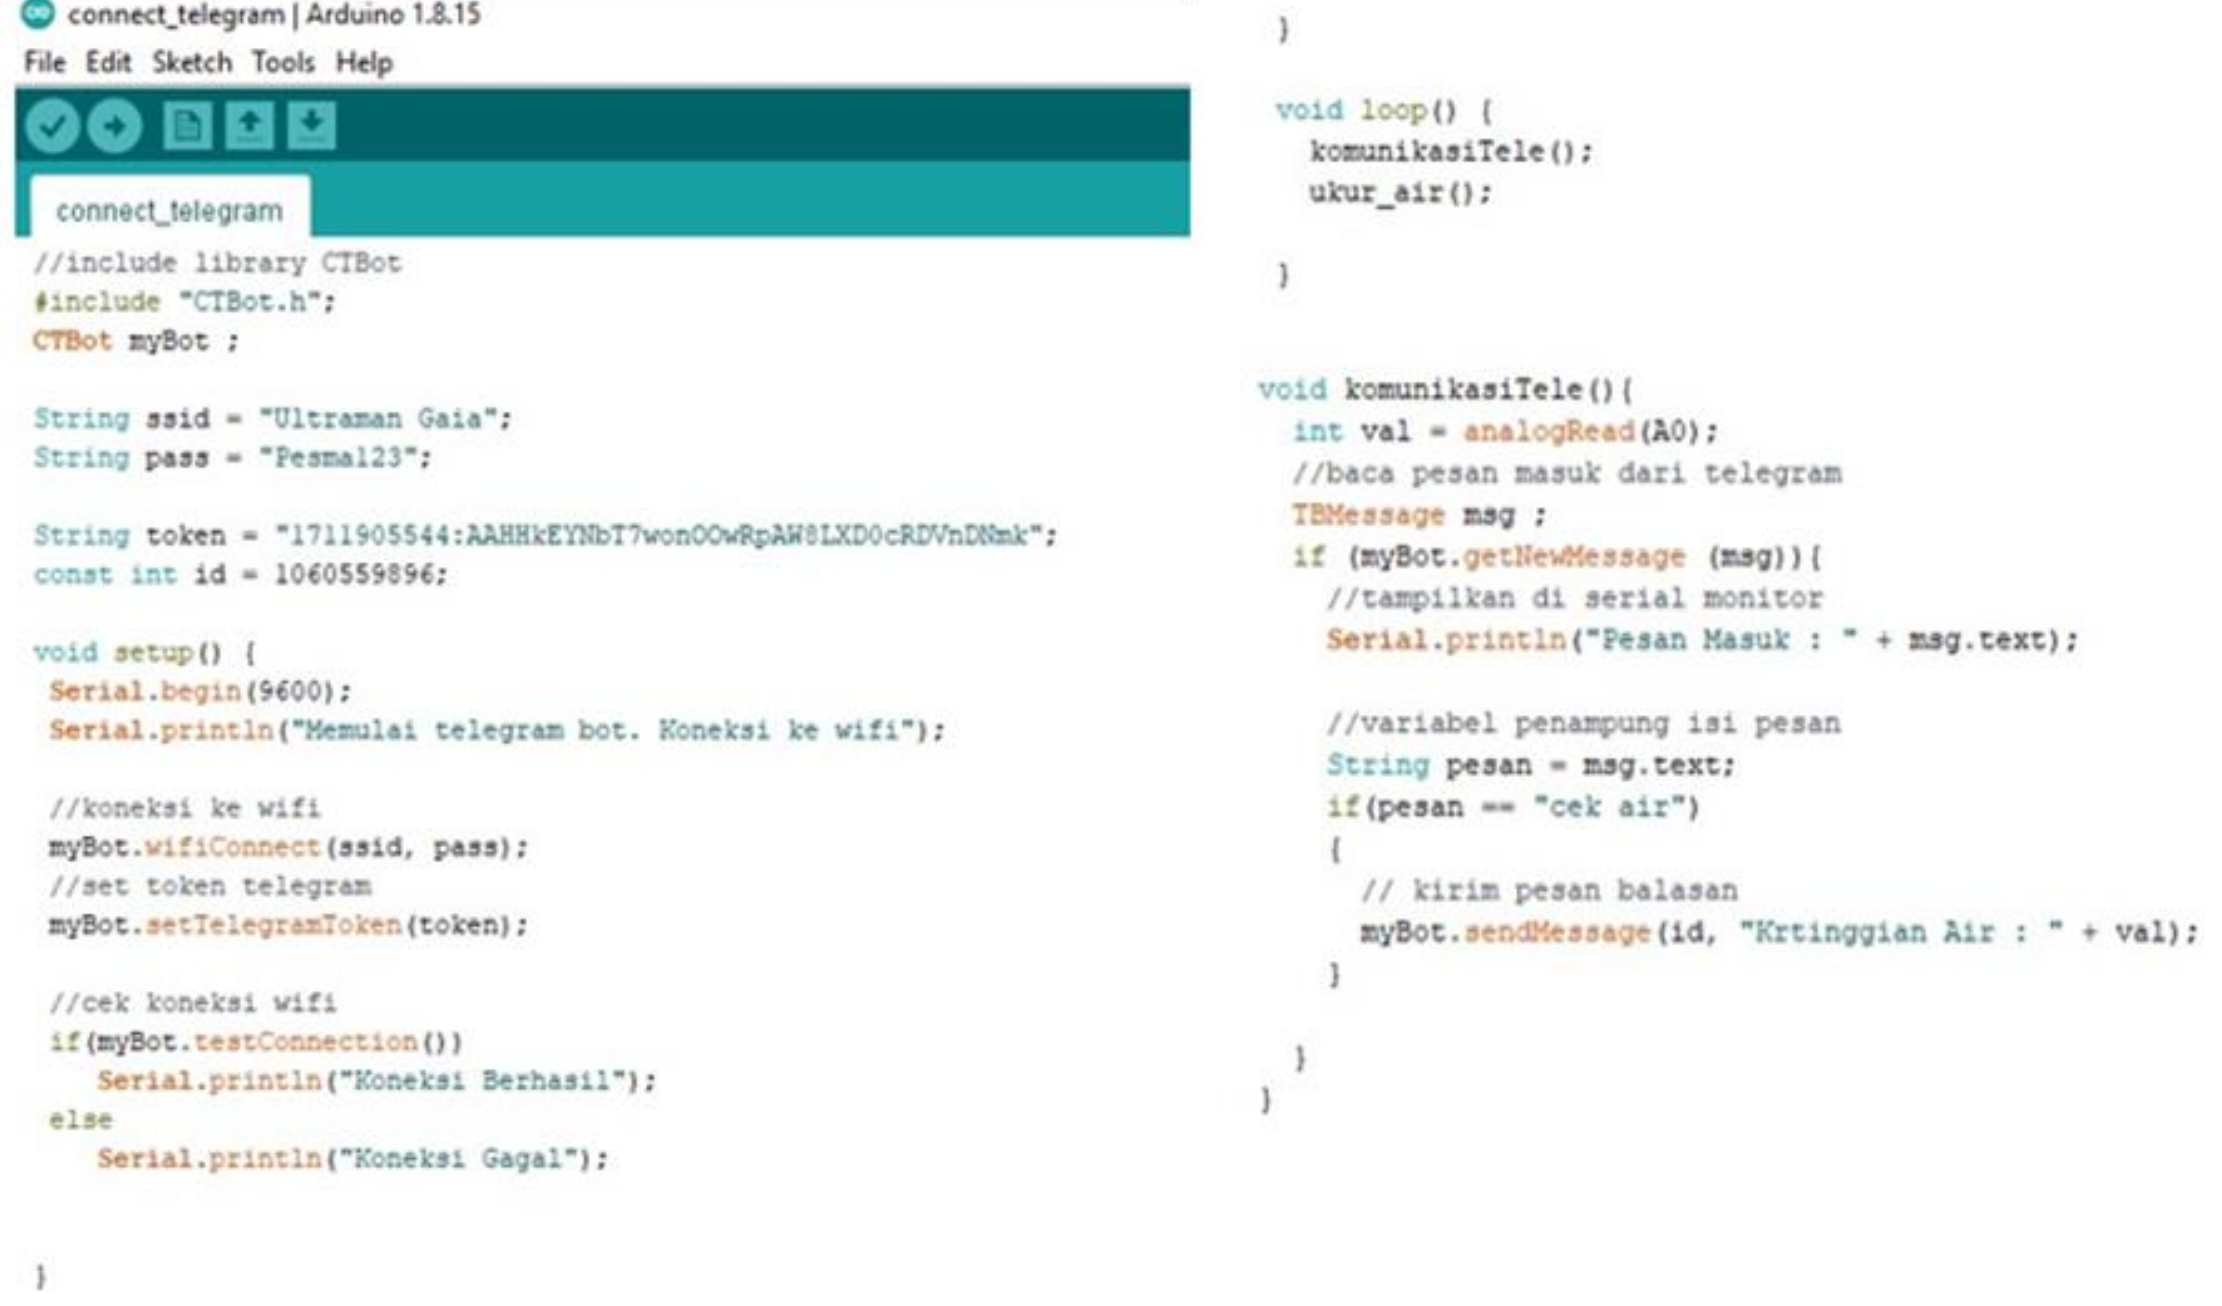 connect_telegram | Arduino 1.8.15
File Edit Sketch Tools Help
connect_telegram
//include library CTBot
#include "CTBot.h";
CTBot myBot ;
String ssid = "Ultraman Gaia";
String pass = "Pesma123";
String token = "1711905544:AAHHkEYNbT7wonOOwRpAW8LXD0cRDVnDNmk";
const int id = 1060559896;
void setup() {
Serial.begin(9600);
Serial.println("Memulai telegram bot. Koneksi ke wifi");
//koneksi ke wifi
myBot.wifiConnect(ssid, pass);
//set token telegram
myBot.setTelegramToken(token);
//cek koneksi wifi
if(myBot.testConnection())
Serial.println("Koneksi Berhasil");
else
Serial.println("Koneksi Gagal");
}
}
void loop() {
komunikasiTele();
ukur_air();
}
void komunikasiTele(){
int val = analogRead(A0);
//baca pesan masuk dari telegram
TBMessage msg ;
if (myBot.getNewMessage (msg)){
//tampilkan di serial monitor
Serial.println("Pesan Masuk : " + msg.text);
//variabel penampung isi pesan
String pesan = msg.text;
if(pesan == "cek air")
{
// kirim pesan balasan
myBot.sendMessage(id, "Krtinggian Air : " + val);
}
}
}